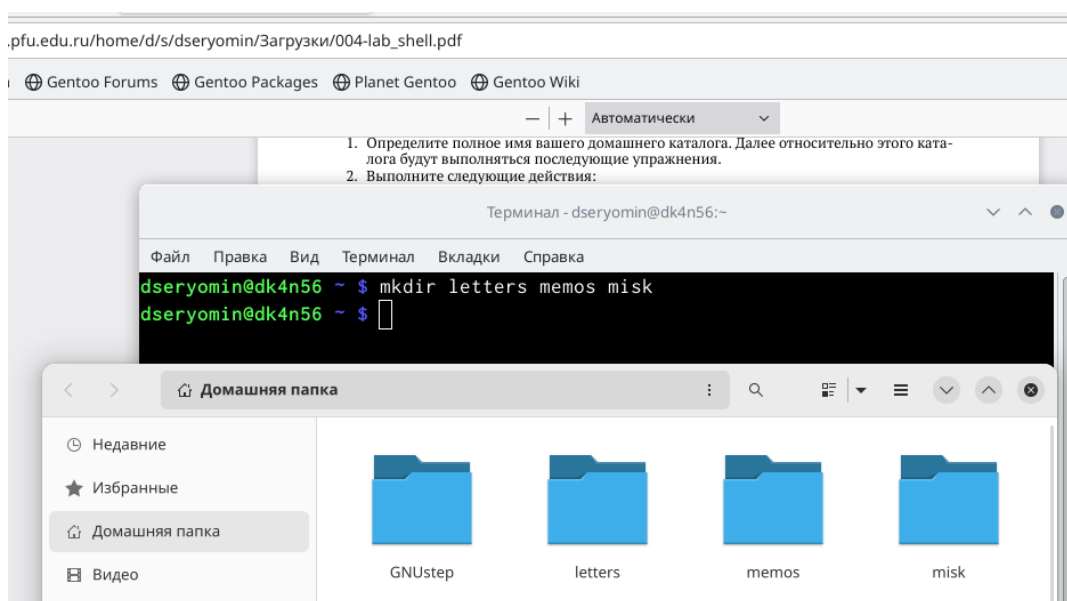 .pfu.edu.ru/home/d/s/dseryomin/Загрузки/004-lab_shell.pdf
Gentoo Forums Gentoo Packages Planet Gentoo Gentoo Wiki
— + Автоматически
1. Определите полное имя вашего домашнего каталога. Далее относительно этого ката-
лога будут выполняться последующие упражнения.
2. Выполните следующие действия:
Терминал - dseryomin@dk4n56:~
Файл Правка Вид Терминал Вкладки Справка
dseryomin@dk4n56 ~ $ mkdir letters memos misk
dseryomin@dk4n56 ~ $
Домашняя папка
Недавние
Избранные
Домашняя папка
Видео
GNUstep letters memos misk